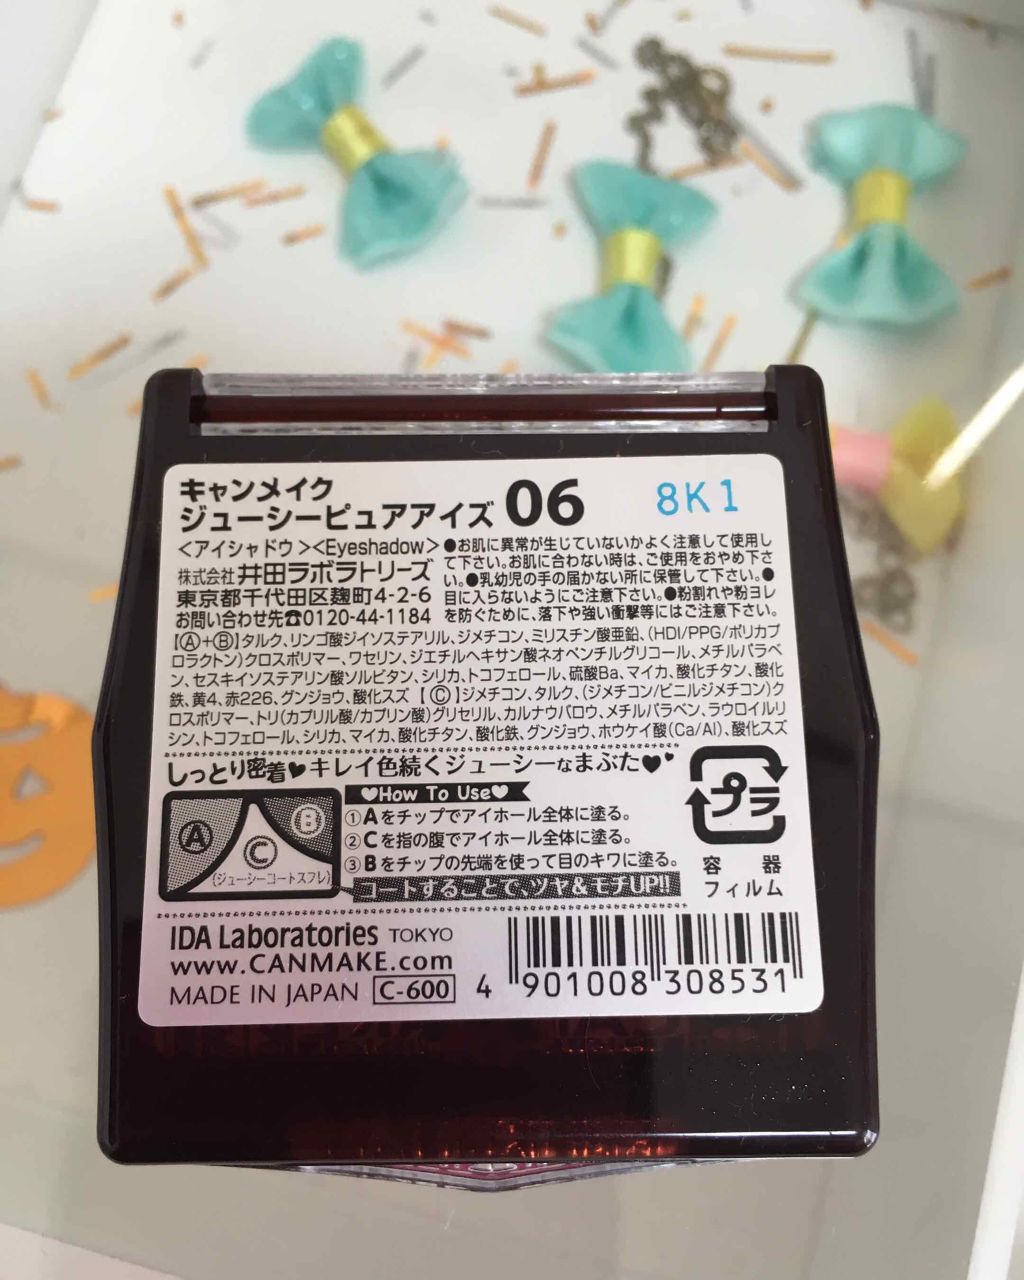 キャンメイク
ジューシーピュアアイズ 06
8K1
<アイシャドウ><Eyeshadow>
株式会社 井田ラボラトリーズ
東京都千代田区麹町4-2-6
お問い合わせ先☎0120-44-1184
●お肌に異常が生じていないかよく注意して使用し
て下さい。お肌に合わない時は、ご使用をおやめ下さ
い。●乳幼児の手の届かない所に保管して下さい。●
目に入らないようにご注意下さい。●粉割れや粉ヨレ
を防ぐために、落下や強い衝撃等にはご注意下さい。
【Ⓐ+Ⓑ】タルク、リンゴ酸ジイソステアリル、ジメチコン、ミリスチン酸亜鉛、(HDI/PPG/ポリカプ
ロラクトン)クロスポリマー、ワセリン、ジエチルヘキサン酸ネオペンチルグリコール、メチルパラベ
ン、セスキイソステアリン酸ソルビタン、シリカ、トコフェロール、硫酸Ba、マイカ、酸化チタン、酸化
鉄、黄4、赤226、グンジョウ、酸化スズ【Ⓒ】ジメチコン、タルク、(ジメチコン/ビニルジメチコン)ク
ロスポリマー、トリ(カプリル酸/カプリン酸)グリセリル、カルナウバロウ、メチルパラベン、ラウロイルリ
シン、トコフェロール、シリカ、マイカ、酸化チタン、酸化鉄、グンジョウ、ホウケイ酸(Ca/Al)、酸化スズ
しっとり密着♥キレイ色続くジューシーなまぶた♥♥
Ⓐ
Ⓑ
Ⓒ
(ジューシーコートスフレ)
♥How To Use♥
①Aをチップでアイホール全体に塗る。
②Cを指の腹でアイホール全体に塗る。
③Bをチップの先端を使って目のキワに塗る。
コートすることで、ツヤ&モチUP!!
プラ
容器
フィルム
IDA Laboratories TOKYO
www.CANMAKE.com
MADE IN JAPAN C-600
4 901008 308531